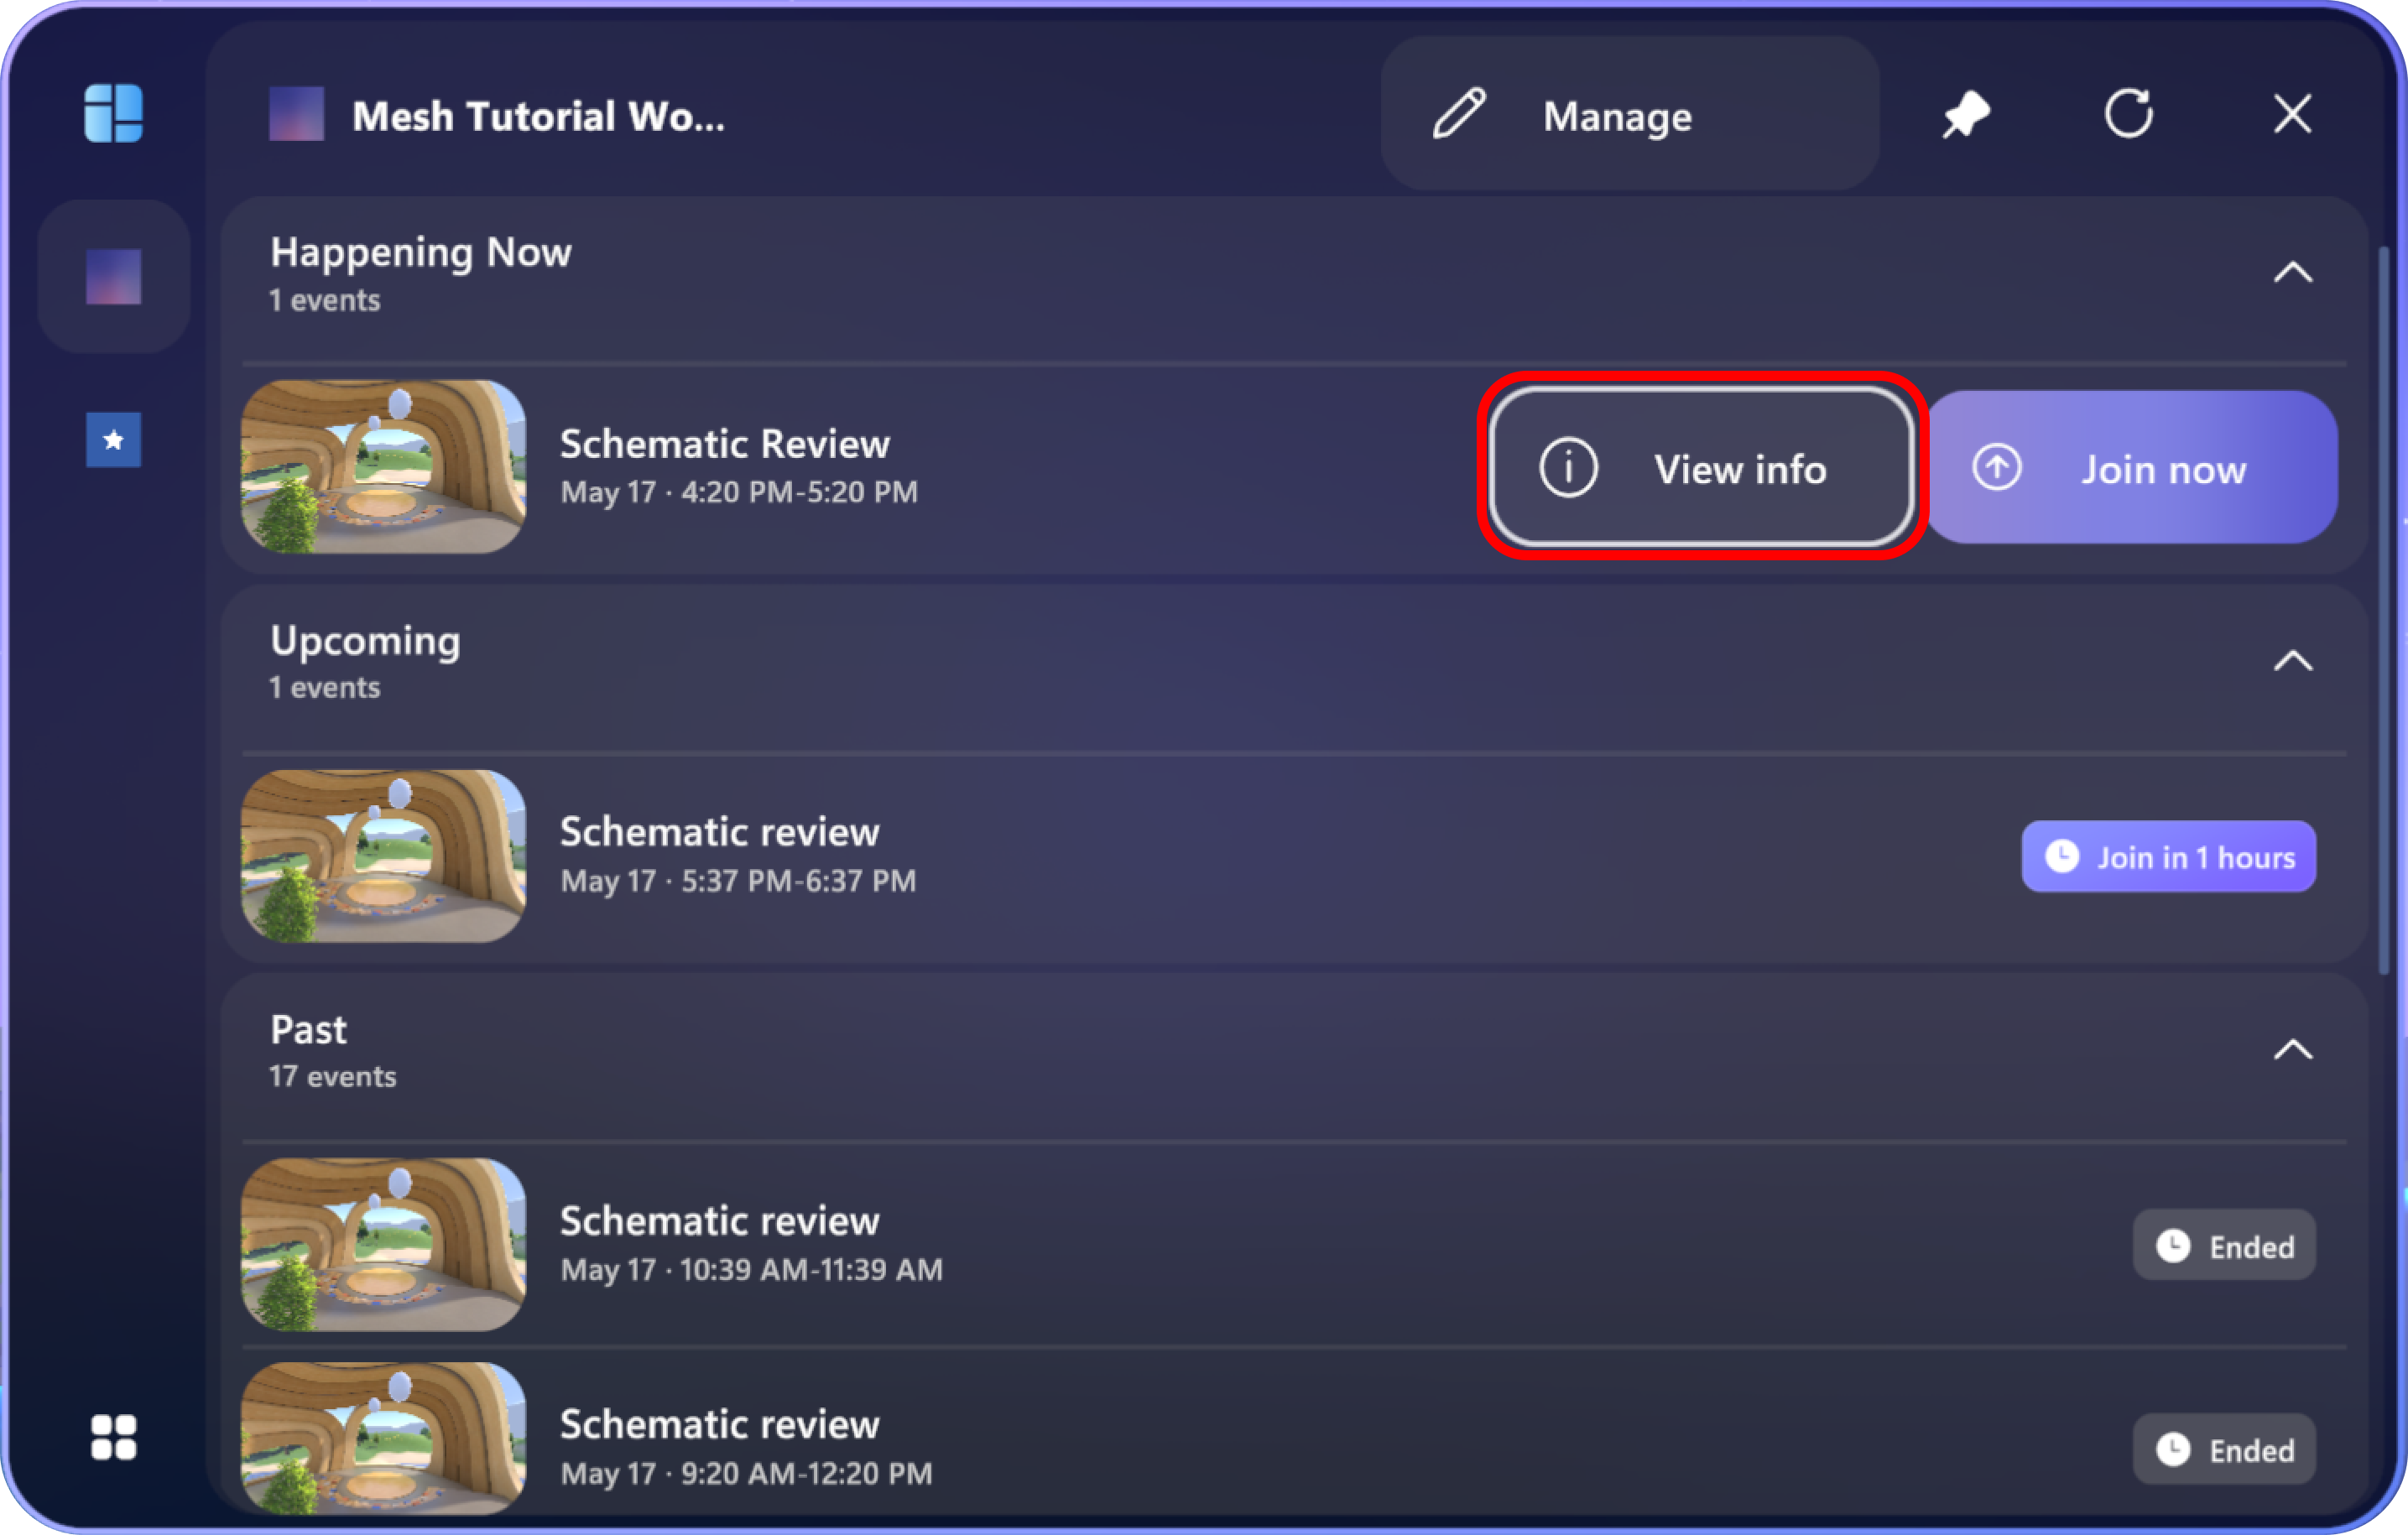 Mesh Tutorial Wo...
Manage
Happening Now
1 events
Schematic Review
May 17 · 4:20 PM-5:20 PM
View info
Join now
Upcoming
1 events
Schematic review
May 17 · 5:37 PM-6:37 PM
Join in 1 hours
Past
17 events
Schematic review
May 17 · 10:39 AM-11:39 AM
Ended
Schematic review
May 17 · 9:20 AM-12:20 PM
Ended